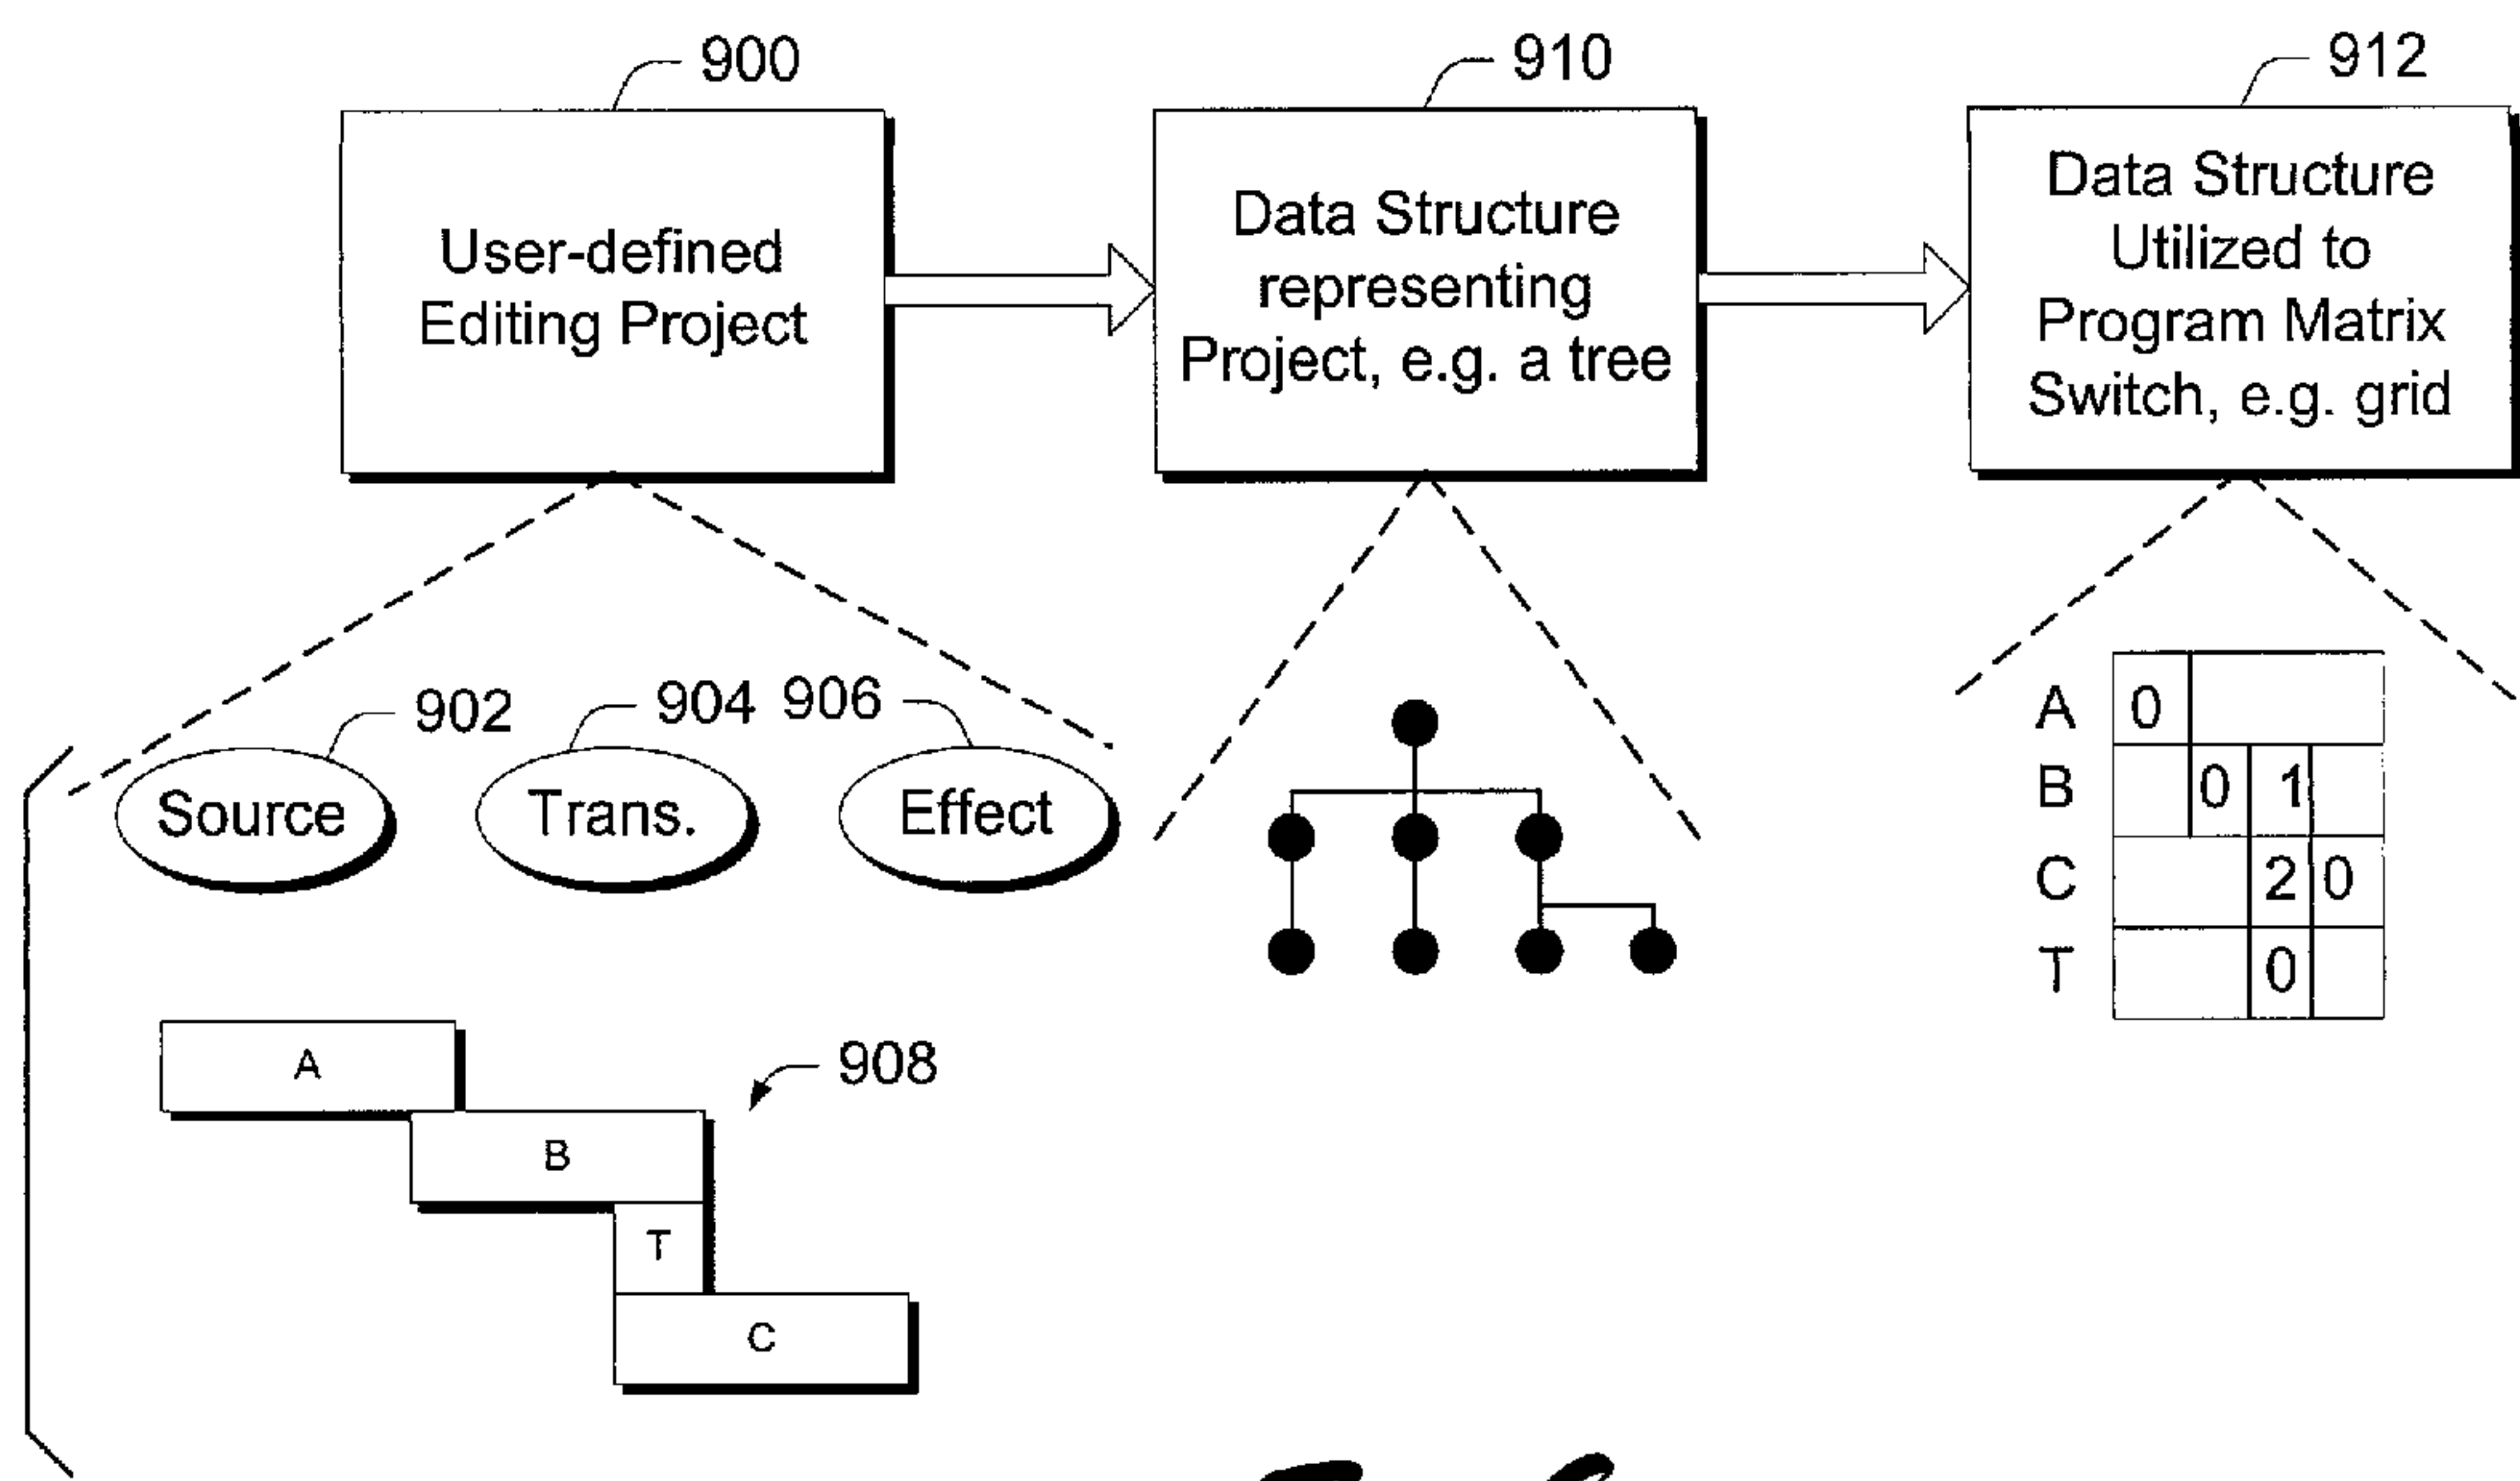 900
User-defined
Editing Project
910
Data Structure
representing
Project, e.g. a tree
912
Data Structure
Utilized to
Program Matrix
Switch, e.g. grid
902
904
906
Source
Trans.
Effect
A
B
T
C
908
A 0
B 0 1
C 2 0
T 0